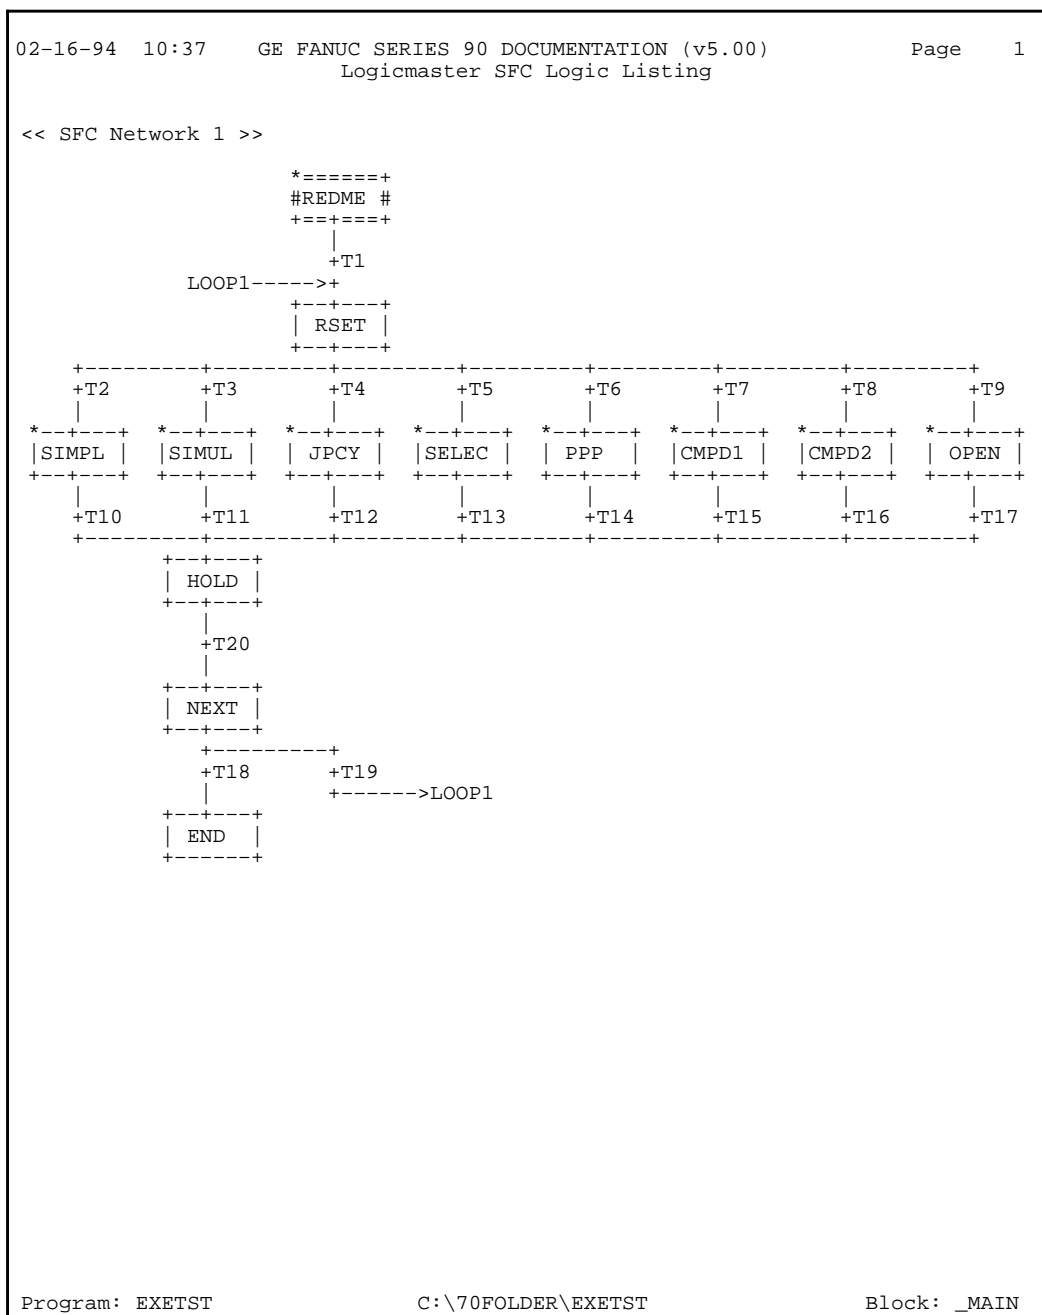 02-16-94  10:37    GE FANUC SERIES 90 DOCUMENTATION (v5.00)    Page    1
Logicmaster SFC Logic Listing
<< SFC Network 1 >>
*======+
#REDME #
+==+===+
|
+T1
LOOP1----->+
+--+---+
| RSET |
+--+---+
+---------+---------+---------+---------+---------+---------+---------+
+T2 +T3 +T4 +T5 +T6 +T7 +T8 +T9
| | | | | | | |
*--+---+ *--+---+ *--+---+ *--+---+ *--+---+ *--+---+ *--+---+ *--+---+
|SIMPL | |SIMUL | | JPCY | |SELEC | | PPP | |CMPD1 | |CMPD2 | | OPEN |
+--+---+ +--+---+ +--+---+ +--+---+ +--+---+ +--+---+ +--+---+ +--+---+
| | | | | | | |
+T10 +T11 +T12 +T13 +T14 +T15 +T16 +T17
+---------+---------+---------+---------+---------+---------+---------+
+--+---+
| HOLD |
+--+---+
|
+T20
|
+--+---+
| NEXT |
+--+---+
+---------+
+T18 +T19
| +------>LOOP1
+--+---+
| END |
+------+
Program: EXETST    C:\70FOLDER\EXETST    Block: _MAIN